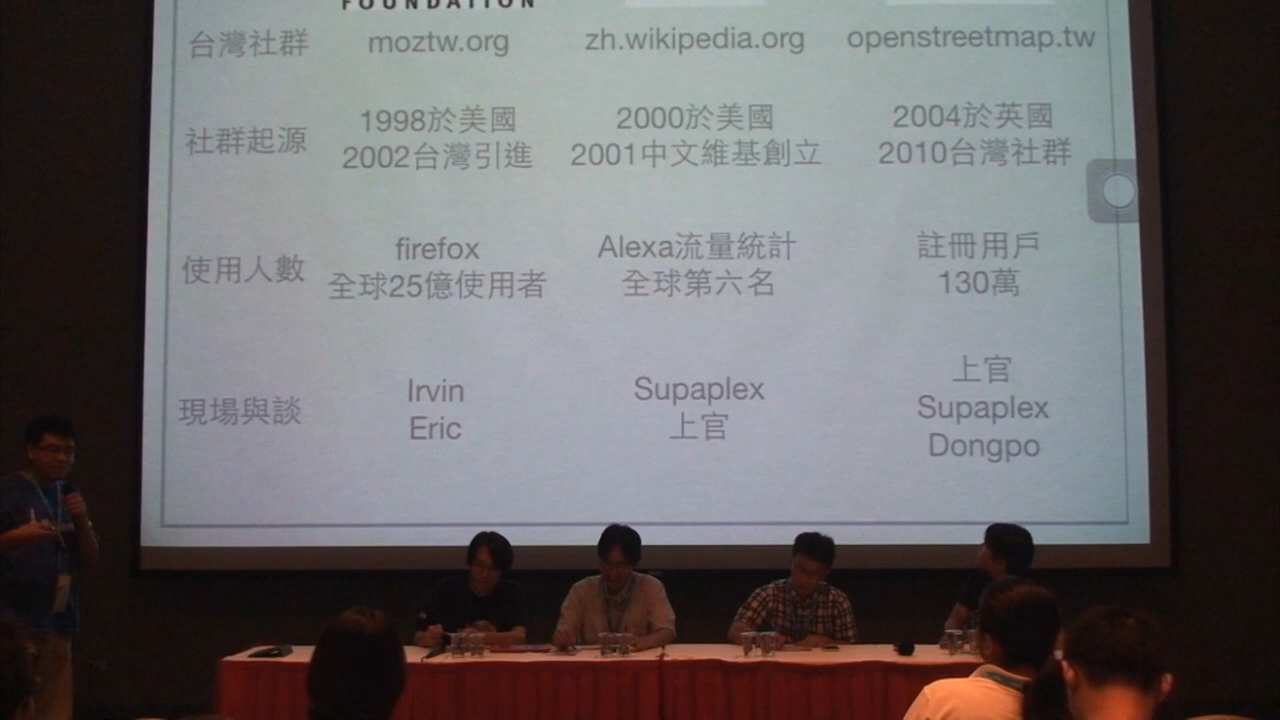 FOUNDATION
台灣社群 moztw.org zh.wikipedia.org openstreetmap.tw
社群起源
1998於美國
2002台灣引進
2000於美國
2001中文維基創立
2004於英國
2010台灣社群
使用人數
firefox
全球25億使用者
Alexa流量統計
全球第六名
註冊用戶
130萬
現場與談
Irvin
Eric
Supaplex
上官
上官
Supaplex
Dongpo